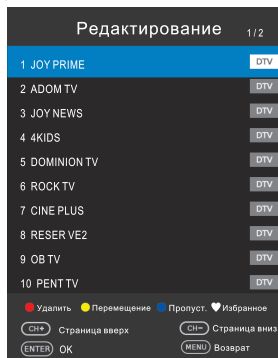 Редактирование 1/2
1 JOY PRIME DTV
2 ADOM TV DTV
3 JOY NEWS DTV
4 4KIDS DTV
5 DOMINION TV DTV
6 ROCK TV DTV
7 CINE PLUS DTV
8 RESER VE2 DTV
9 OB TV DTV
10 PENT TV DTV
Удалить Перемещение Пропуст. Избранное
CH+ Страница вверх CH- Страница вниз
ENTER OK MENU Возврат